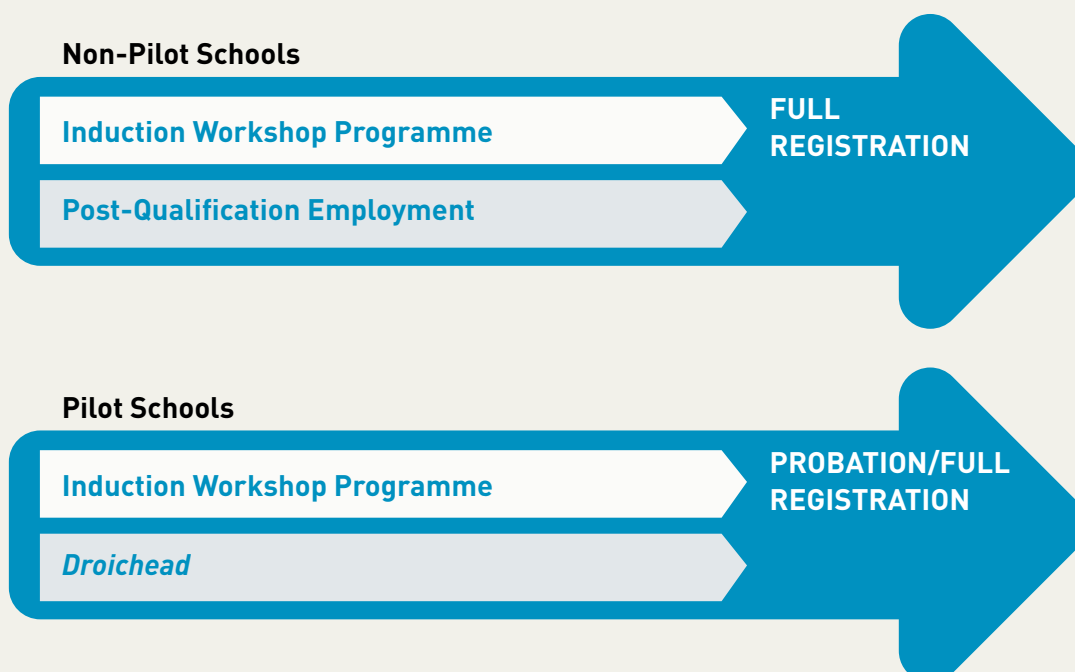 Non-Pilot Schools
Induction Workshop Programme
Post-Qualification Employment
FULL
REGISTRATION
Pilot Schools
Induction Workshop Programme
Droichead
PROBATION/FULL
REGISTRATION